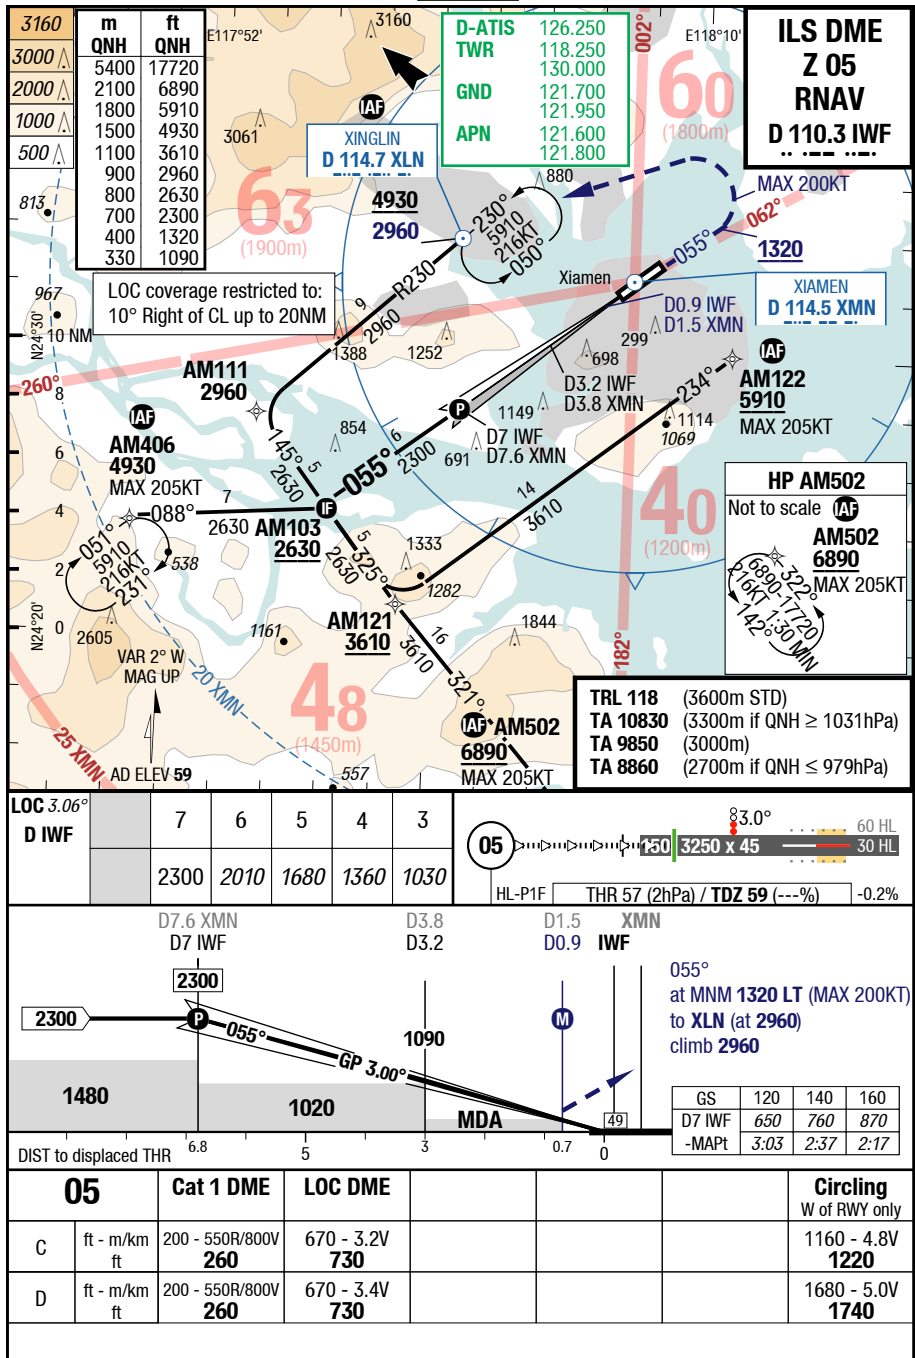 3160
3000
2000
1000
500
m ft
QNH QNH
5400 17720
2100 6890
1800 5910
1500 4930
1100 3610
900 2960
800 2630
700 2300
400 1320
330 1090
E117°52'
3160
D-ATIS 126.250
TWR 118.250
130.000
GND 121.700
121.950
APN 121.600
121.800
002°
E118°10'
ILS DME
Z 05
RNAV
D 110.3 IWF
60
(1800m)
IAF
3061
XINGLIN
D 114.7 XLN
63
(1900m)
4930
2960
880
230°
5910
216KT
050°
MAX 200KT
062°
055°
1320
813
967
N24°30'
10 NM
LOC coverage restricted to:
10° Right of CL up to 20NM
9
R230
2960
Xiamen
XIAMEN
D 114.5 XMN
D0.9 IWF
D1.5 XMN
299
1388
1252
698
260°
AM111
2960
D3.2 IWF
D3.8 XMN
234°
IAF
AM122
5910
MAX 205KT
8
IAF
AM406
4930
MAX 205KT
854
P
1149
1114
1069
D7 IWF
D7.6 XMN
691
145°
5
2630
055°
6
2300
6
4
7
088°
2630
IF
AM103
2630
14
3610
40
(1200m)
HP AM502
Not to scale IAF
AM502
6890
MAX 205KT
322°
6890-17720
216KT 1:30 MIN
142°
051°
5910
216KT
231°
538
2
5
325°
2630
1333
1282
N24°20'
0
2605
1161
AM121
3610
16
3610
1844
182°
VAR 2° W
MAG UP
20 XMN
48
(1450m)
321°
IAF AM502
6890
MAX 205KT
25 XMN
AD ELEV 59
557
TRL 118 (3600m STD)
TA 10830 (3300m if QNH ≥ 1031hPa)
TA 9850 (3000m)
TA 8860 (2700m if QNH ≤ 979hPa)
LOC 3.06°
D IWF
7 6 5 4 3
2300 2010 1680 1360 1030
05
3.0°
60 HL
150 3250 x 45
30 HL
HL-P1F THR 57 (2hPa) / TDZ 59 (---%) -0.2%
D7.6 XMN D3.8 D1.5 XMN
D7 IWF D3.2 D0.9 IWF
2300
2300
P
055°
GP 3.00°
1090
M
055°
at MNM 1320 LT (MAX 200KT)
to XLN (at 2960)
climb 2960
1480
1020
MDA
49
GS 120 140 160
D7 IWF 650 760 870
-MAPt 3:03 2:37 2:17
DIST to displaced THR 6.8 5 3 0.7 0
05 Cat 1 DME LOC DME Circling
W of RWY only
C ft - m/km 200 - 550R/800V 670 - 3.2V 1160 - 4.8V
ft 260 730 1220
D ft - m/km 200 - 550R/800V 670 - 3.4V 1680 - 5.0V
ft 260 730 1740